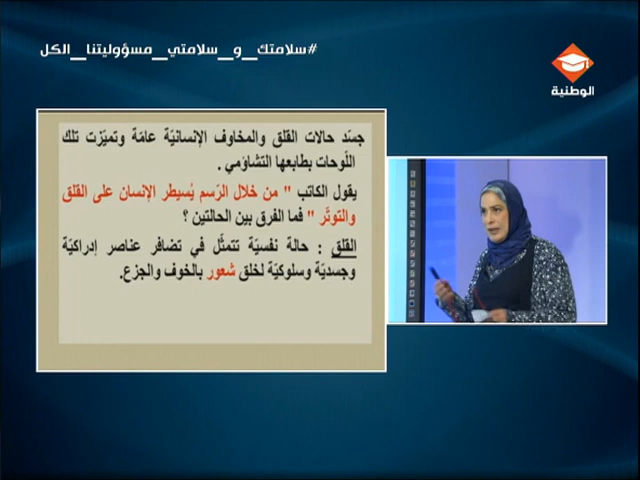 #سلامتك_و_سلامتي_مسؤوليتنا_الكل
الوطنية
جسّد حالات القلق والمخاوف الإنسانيّة عامّة وتميّزت تلك
اللّوحات بطابعها التشاؤمي .
يقول الكاتب " من خلال الرّسم يُسيطر الإنسان على القلق
والتوتّر " فما الفرق بين الحالتين ؟
القلق : حالة نفسيّة تتمثّل في تضافر عناصر إدراكيّة
وجسديّة وسلوكيّة لخلق شعور بالخوف والجزع.